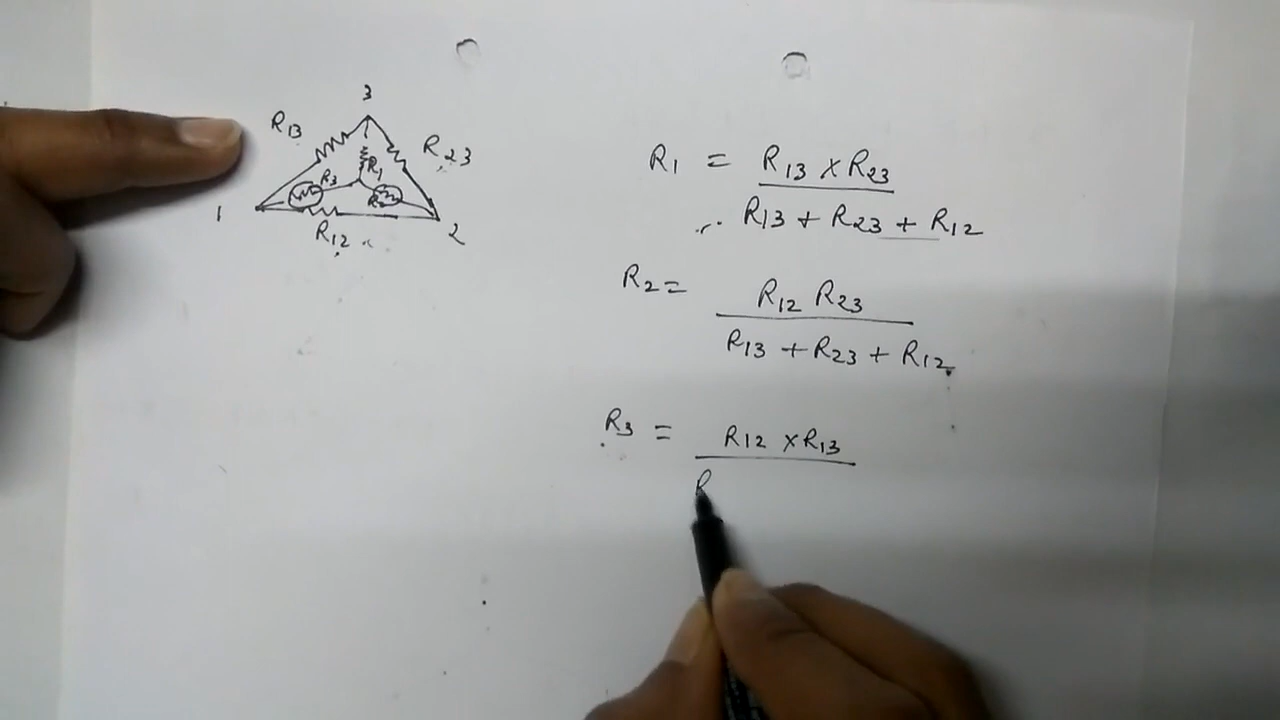 3
R13
R23
R1
R3
R2
1
R12
2
R1 = R13 × R23
R13 + R23 + R12
R2 = R12 R23
R13 + R23 + R12
R3 = R12 × R13
R